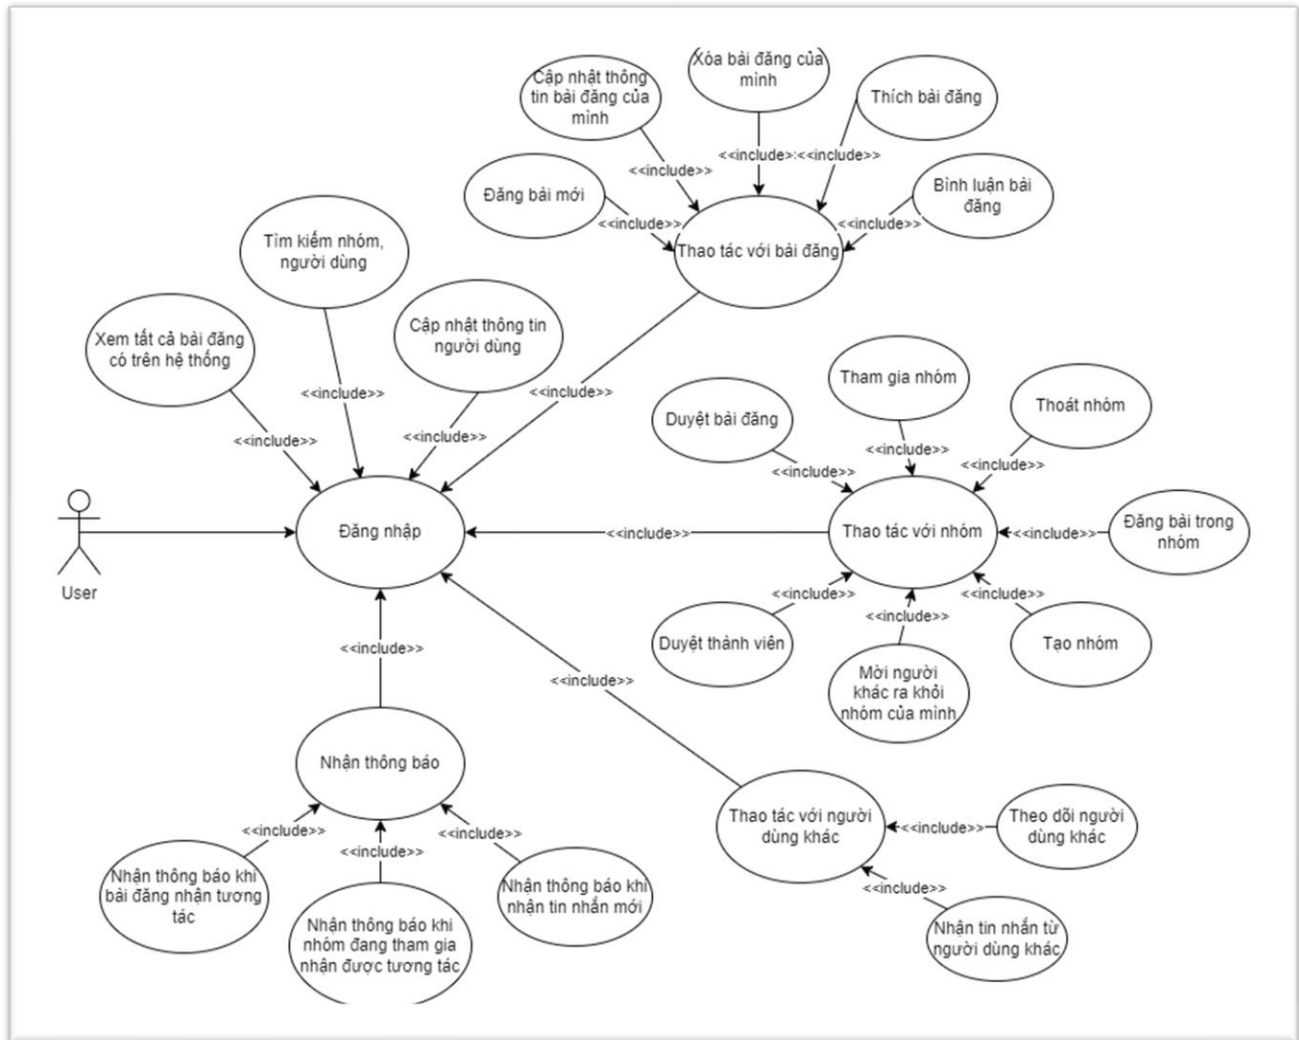 Xóa bài đăng của
mình
Cập nhật thông
tin bài đăng của
mình
Thích bài đăng
<<include>>
<<include>>
<<include>>
Đăng bài mới
Bình luận bài
đăng
<<include>>
<<include>>
Thao tác với bài đăng
Tìm kiếm nhóm,
người dùng
Cập nhật thông tin
người dùng
Xem tất cả bài đăng
có trên hệ thống
<<include>>
<<include>>
<<include>>
<<include>>
Tham gia nhóm
Duyệt bài đăng
Thoát nhóm
<<include>>
<<include>>
<<include>>
User
Đăng nhập
<<include>>
Thao tác với nhóm
<<include>>
Đăng bài trong
nhóm
<<include>>
<<include>>
<<include>>
Duyệt thành viên
Mời người
khác ra khỏi
nhóm của mình
Tạo nhóm
<<include>>
<<include>>
Nhận thông báo
<<include>>
<<include>>
<<include>>
Nhận thông báo khi
bài đăng nhận tương
tác
Nhận thông báo khi
nhóm đang tham gia
nhận được tương tác
Nhận thông báo khi
nhận tin nhắn mới
Thao tác với người
dùng khác
<<include>>
Theo dõi người
dùng khác
<<include>>
Nhận tin nhắn từ
người dùng khác